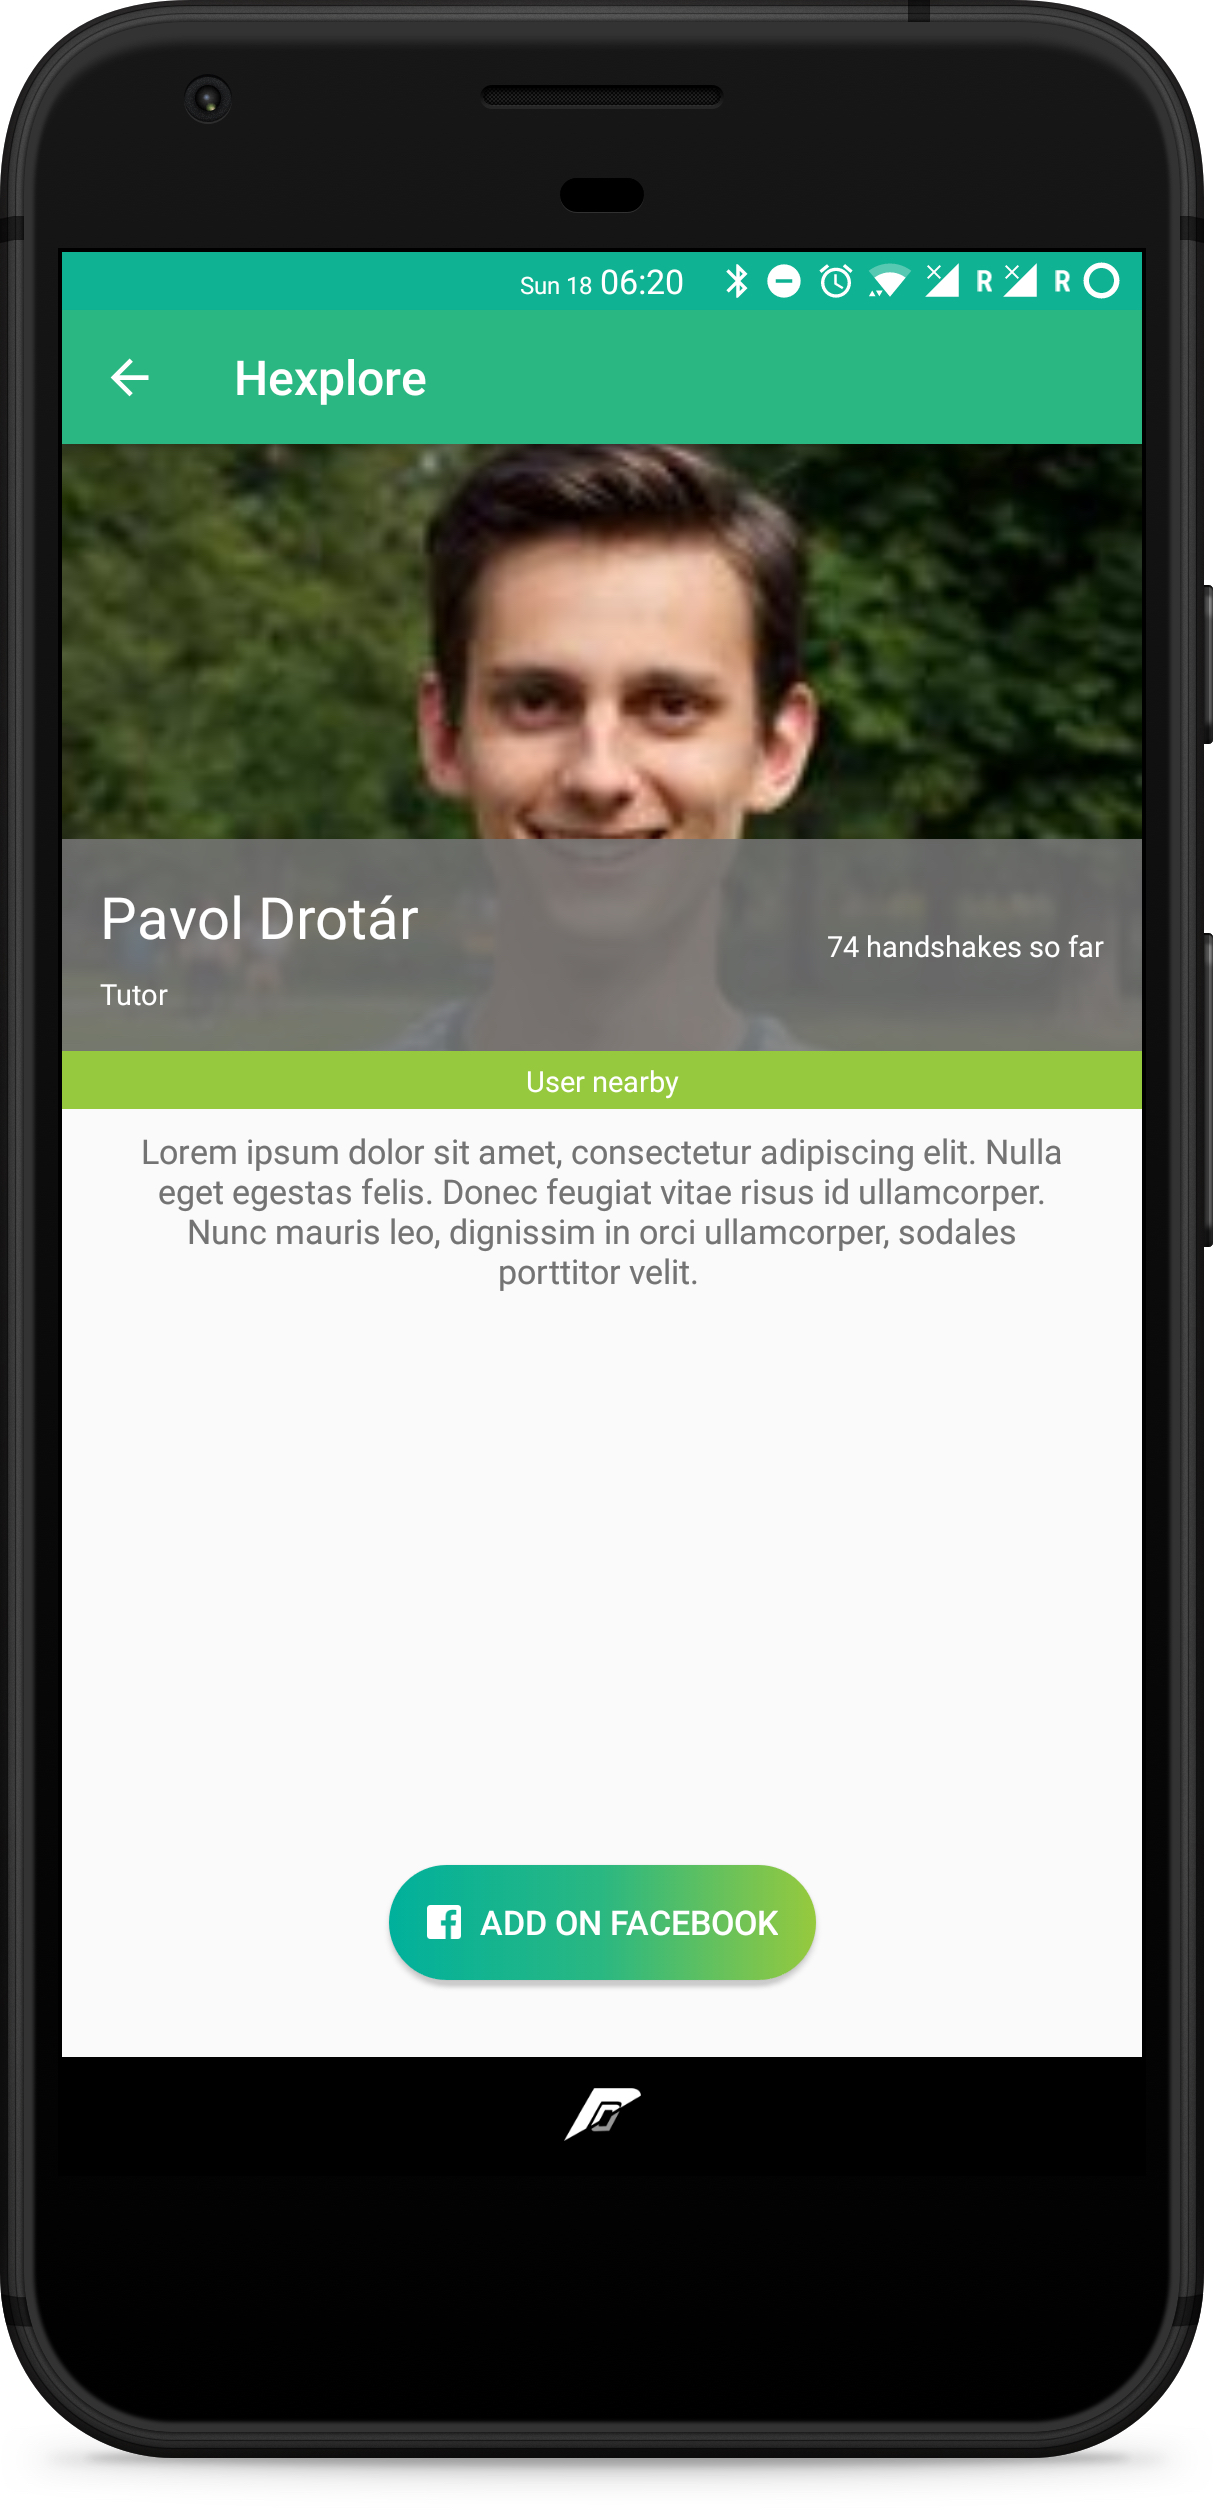 Sun 18 06:20 R R
Hexplore
Pavol Drotár
74 handshakes so far
Tutor
User nearby
Lorem ipsum dolor sit amet, consectetur adipiscing elit. Nulla
eget egestas felis. Donec feugiat vitae risus id ullamcorper.
Nunc mauris leo, dignissim in orci ullamcorper, sodales
porttitor velit.
ADD ON FACEBOOK